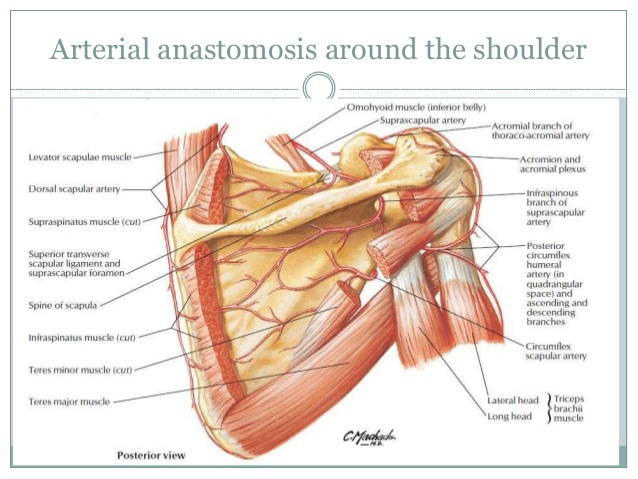 Arterial anastomosis around the shoulder
Omohyoid muscle (inferior belly)
Suprascapular artery
Acromial branch of
thoraco-acromial artery
Levator scapulae muscle
Acromion and
acromial plexus
Dorsal scapular artery
Infraspinous
branch of
suprascapular
artery
Supraspinatus muscle (cut)
Superior transverse
scapular ligament and
suprascapular foramen
Posterior
circumflex
humeral
artery (in
quadrangular
space) and
ascending and
descending
branches
Spine of scapula
Infraspinatus muscle (cut)
Circumflex
scapular artery
Teres minor muscle (cut)
Teres major muscle
Lateral head
Long head
Triceps
brachii
muscle
C. Machado
M.D.
Posterior view